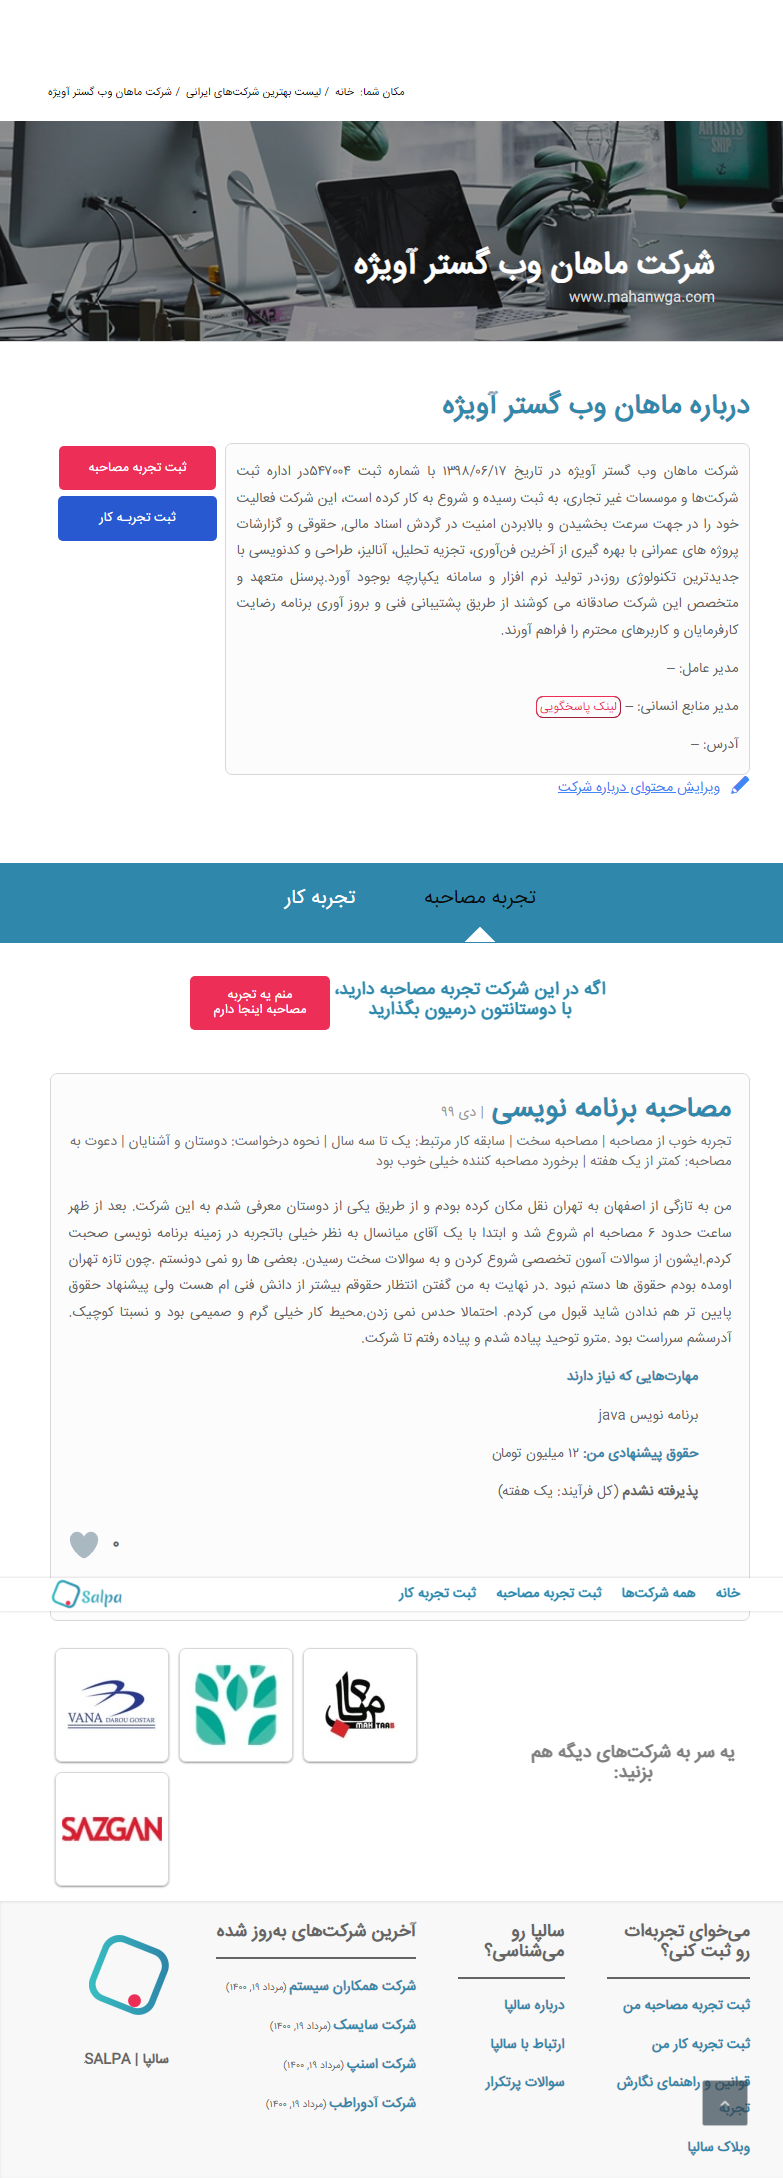 مکان شما: خانه / لیست بهترین شرکت‌های ایرانی / شرکت ماهان وب گستر آویژه
ARTISTS
SHIP
شرکت ماهان وب گستر آویژه
www.mahanwga.com
درباره ماهان وب گستر آویژه
شرکت ماهان وب گستر آویژه در تاریخ ۱۳۹۸/۰۶/۱۷ با شماره ثبت ۵۴۷۰۰۴در اداره ثبت
شرکت‌ها و موسسات غیر تجاری، به ثبت رسیده و شروع به کار کرده است، این شرکت فعالیت
خود را در جهت سرعت بخشیدن و بالابردن امنیت در گردش اسناد مالی, حقوقی و گزارشات
پروژه های عمرانی با بهره گیری از آخرین فن‌آوری، تجزیه تحلیل، آنالیز، طراحی و کدنویسی با
جدیدترین تکنولوژی روز،در تولید نرم افزار و سامانه یکپارچه بوجود آورد.پرسنل متعهد و
متخصص این شرکت صادقانه می کوشند از طریق پشتیبانی فنی و بروز آوری برنامه رضایت
کارفرمایان و کاربرهای محترم را فراهم آورند.
مدیر عامل: –
مدیر منابع انسانی: – لینک پاسخگویی
آدرس: –
ثبت تجربه مصاحبه
ثبت تجربـه کار
ویرایش محتوای درباره شرکت
تجربه مصاحبه
تجربه کار
اگه در این شرکت تجربه مصاحبه دارید،
با دوستانتون درمیون بگذارید
منم یه تجربه
مصاحبه اینجا دارم
مصاحبه برنامه نویسی | دی ۹۹
تجربه خوب از مصاحبه | مصاحبه سخت | سابقه کار مرتبط: یک تا سه سال | نحوه درخواست: دوستان و آشنایان | دعوت به
مصاحبه: کمتر از یک هفته | برخورد مصاحبه کننده خیلی خوب بود
من به تازگی از اصفهان به تهران نقل مکان کرده بودم و از طریق یکی از دوستان معرفی شدم به این شرکت. بعد از ظهر
ساعت حدود ۶ مصاحبه ام شروع شد و ابتدا با یک آقای میانسال به نظر خیلی باتجربه در زمینه برنامه نویسی صحبت
کردم.ایشون از سوالات آسون تخصصی شروع کردن و به سوالات سخت رسیدن. بعضی ها رو نمی دونستم .چون تازه تهران
اومده بودم حقوق ها دستم نبود .در نهایت به من گفتن انتظار حقوقم بیشتر از دانش فنی ام هست ولی پیشنهاد حقوق
پایین تر هم ندادن شاید قبول می کردم. احتمالا حدس نمی زدن.محیط کار خیلی گرم و صمیمی بود و نسبتا کوچیک.
آدرسشم سرراست بود .مترو توحید پیاده شدم و پیاده رفتم تا شرکت.
مهارت‌هایی که نیاز دارند
برنامه نویس java
حقوق پیشنهادی من: ۱۲ میلیون تومان
پذیرفته نشدم (کل فرآیند: یک هفته)
۰
خانه
همه شرکت‌ها
ثبت تجربه مصاحبه
ثبت تجربه کار
Salpa
یه سر به شرکت‌های دیگه هم
بزنید:
MAHTAAB
VANA DAROU GOSTAR
SAZGAN
می‌خوای تجربه‌ات
رو ثبت کنی؟
ثبت تجربه مصاحبه من
ثبت تجربه کار من
قوانین و راهنمای نگارش
تجربه
وبلاگ سالپا
سالپا رو
می‌شناسی؟
درباره سالپا
ارتباط با سالپا
سوالات پرتکرار
آخرین شرکت‌های به‌روز شده
شرکت همکاران سیستم (مرداد ۱۹, ۱۴۰۰)
شرکت سایسک (مرداد ۱۹, ۱۴۰۰)
شرکت اسنپ (مرداد ۱۹, ۱۴۰۰)
شرکت آدوراطب (مرداد ۱۹, ۱۴۰۰)
سالپا | SALPA